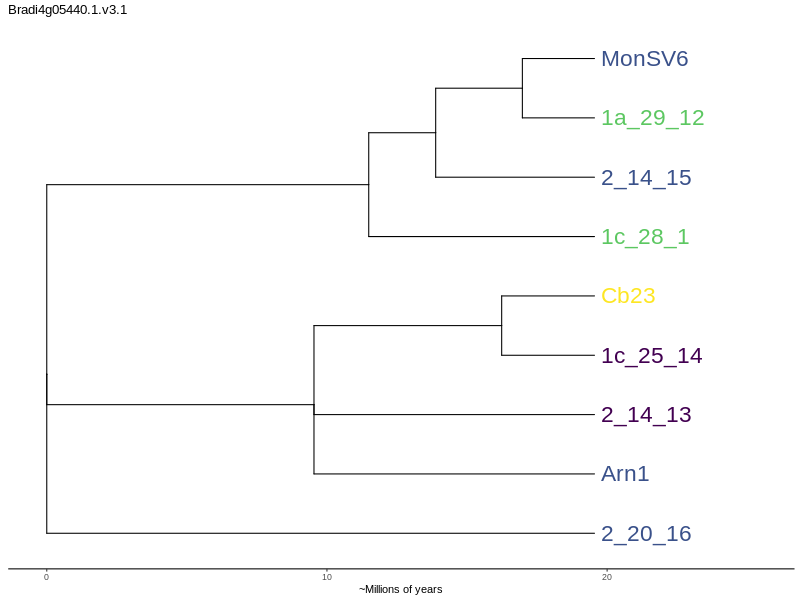 Bradi4g05440.1.v3.1
MonSV6
1a_29_12
2_14_15
1c_28_1
Cb23
1c_25_14
2_14_13
Arn1
2_20_16
0 10 20
~Millions of years